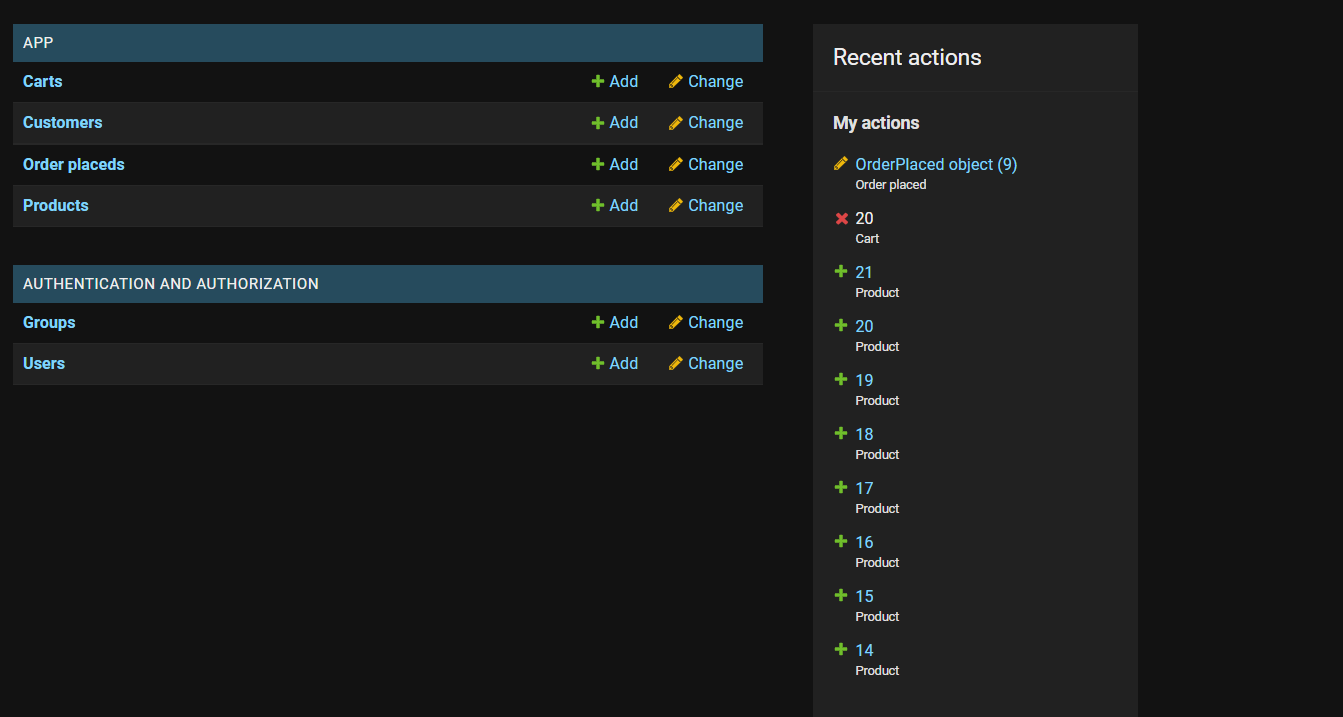 APP
Carts Add Change
Customers Add Change
Order placeds Add Change
Products Add Change
AUTHENTICATION AND AUTHORIZATION
Groups Add Change
Users Add Change
Recent actions
My actions
OrderPlaced object (9)
Order placed
20
Cart
21
Product
20
Product
19
Product
18
Product
17
Product
16
Product
15
Product
14
Product